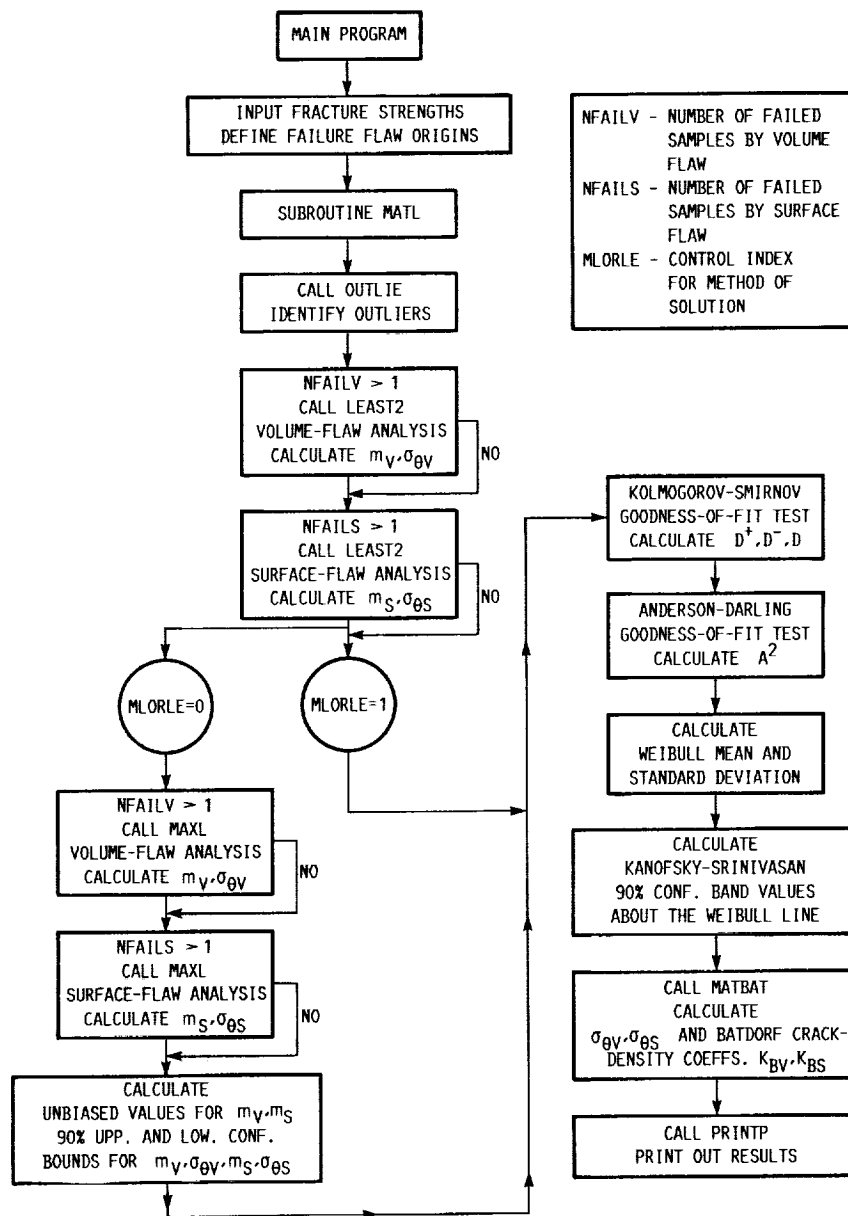 MAIN PROGRAM
INPUT FRACTURE STRENGTHS
DEFINE FAILURE FLAW ORIGINS
SUBROUTINE MATL
CALL OUTLIE
IDENTIFY OUTLIERS
NFAILV > 1
CALL LEAST2
VOLUME-FLAW ANALYSIS
CALCULATE m_V,σ_θV
NO
NFAILS > 1
CALL LEAST2
SURFACE-FLAW ANALYSIS
CALCULATE m_S,σ_θS
NO
MLORLE=0
MLORLE=1
NFAILV > 1
CALL MAXL
VOLUME-FLAW ANALYSIS
CALCULATE m_V,σ_θV
NO
NFAILS > 1
CALL MAXL
SURFACE-FLAW ANALYSIS
CALCULATE m_S,σ_θS
NO
CALCULATE
UNBIASED VALUES FOR m_V,m_S
90% UPP. AND LOW. CONF.
BOUNDS FOR m_V,σ_θV,m_S,σ_θS
NFAILV - NUMBER OF FAILED
SAMPLES BY VOLUME
FLAW
NFAILS - NUMBER OF FAILED
SAMPLES BY SURFACE
FLAW
MLORLE - CONTROL INDEX
FOR METHOD OF
SOLUTION
KOLMOGOROV-SMIRNOV
GOODNESS-OF-FIT TEST
CALCULATE D⁺,D⁻,D
ANDERSON-DARLING
GOODNESS-OF-FIT TEST
CALCULATE A²
CALCULATE
WEIBULL MEAN AND
STANDARD DEVIATION
CALCULATE
KANOFSKY-SRINIVASAN
90% CONF. BAND VALUES
ABOUT THE WEIBULL LINE
CALL MATBAT
CALCULATE
σ_θV,σ_θS AND BATDORF CRACK-
DENSITY COEFFS. K_BV,K_BS
CALL PRINTP
PRINT OUT RESULTS